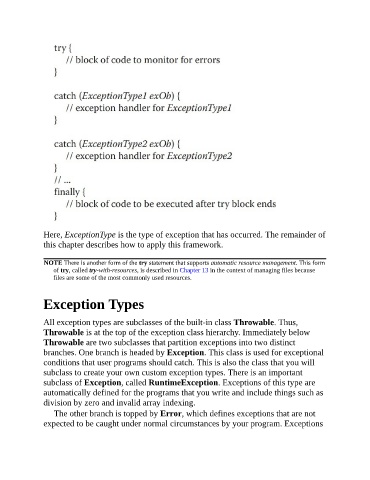 try {
// block of code to monitor for errors
}
catch (ExceptionType1 exOb) {
// exception handler for ExceptionType1
}
catch (ExceptionType2 exOb) {
// exception handler for ExceptionType2
}
// ...
finally {
// block of code to be executed after try block ends
}
Here, ExceptionType is the type of exception that has occurred. The remainder of
this chapter describes how to apply this framework.
NOTE There is another form of the try statement that supports automatic resource management. This form
of try, called try-with-resources, is described in Chapter 13 in the context of managing files because
files are some of the most commonly used resources.
Exception Types
All exception types are subclasses of the built-in class Throwable. Thus,
Throwable is at the top of the exception class hierarchy. Immediately below
Throwable are two subclasses that partition exceptions into two distinct
branches. One branch is headed by Exception. This class is used for exceptional
conditions that user programs should catch. This is also the class that you will
subclass to create your own custom exception types. There is an important
subclass of Exception, called RuntimeException. Exceptions of this type are
automatically defined for the programs that you write and include things such as
division by zero and invalid array indexing.
The other branch is topped by Error, which defines exceptions that are not
expected to be caught under normal circumstances by your program. Exceptions